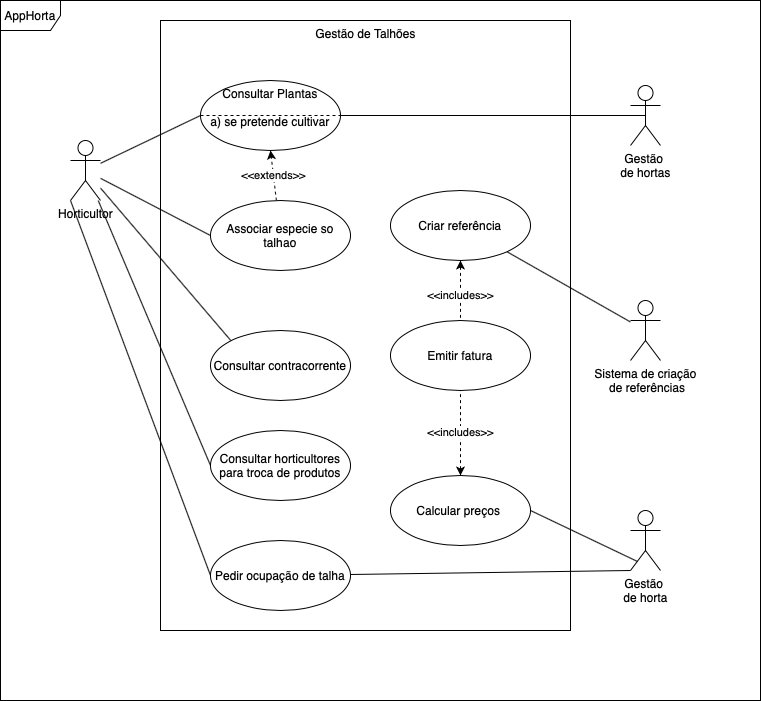 AppHorta
Gestão de Talhões
Consultar Plantas
a) se pretende cultivar
Gestão
de hortas
<<extends>>
Horticultor
Associar especie so
talhao
Criar referência
<<includes>>
Sistema de criação
de referências
Emitir fatura
Consultar contracorrente
<<includes>>
Consultar horticultores
para troca de produtos
Calcular preços
Pedir ocupação de talha
Gestão
de horta